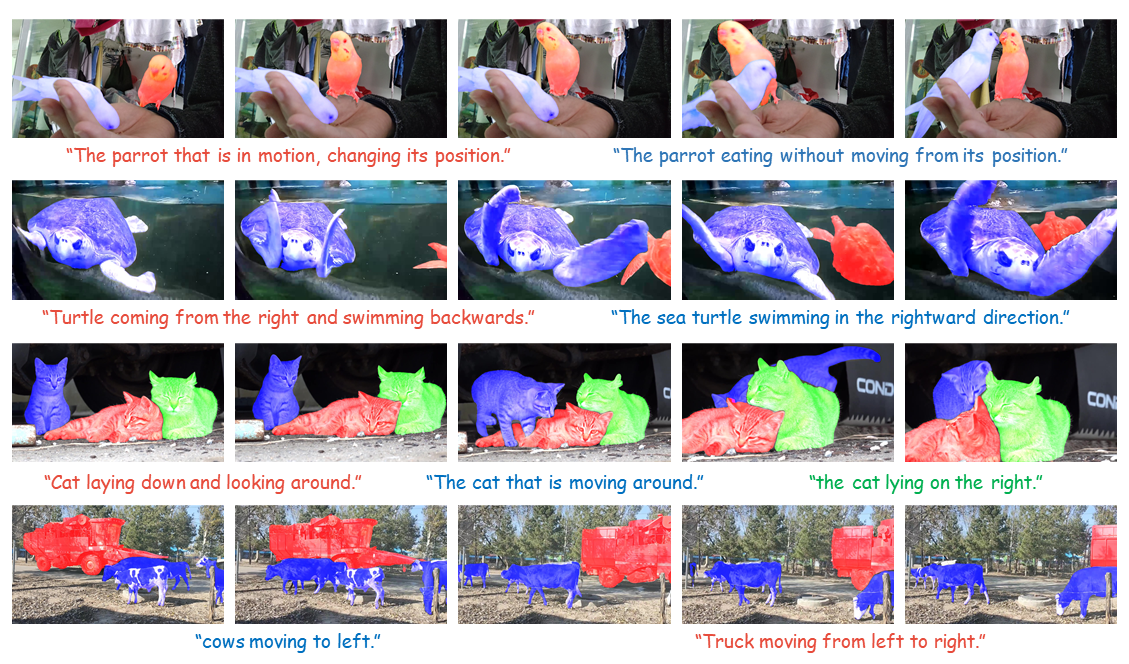 “The parrot that is in motion, changing its position.” “The parrot eating without moving from its position.”
“Turtle coming from the right and swimming backwards.” “The sea turtle swimming in the rightward direction.”
COND
CON
“Cat laying down and looking around.” “The cat that is moving around.” “the cat lying on the right.”
“cows moving to left.” “Truck moving from left to right.”